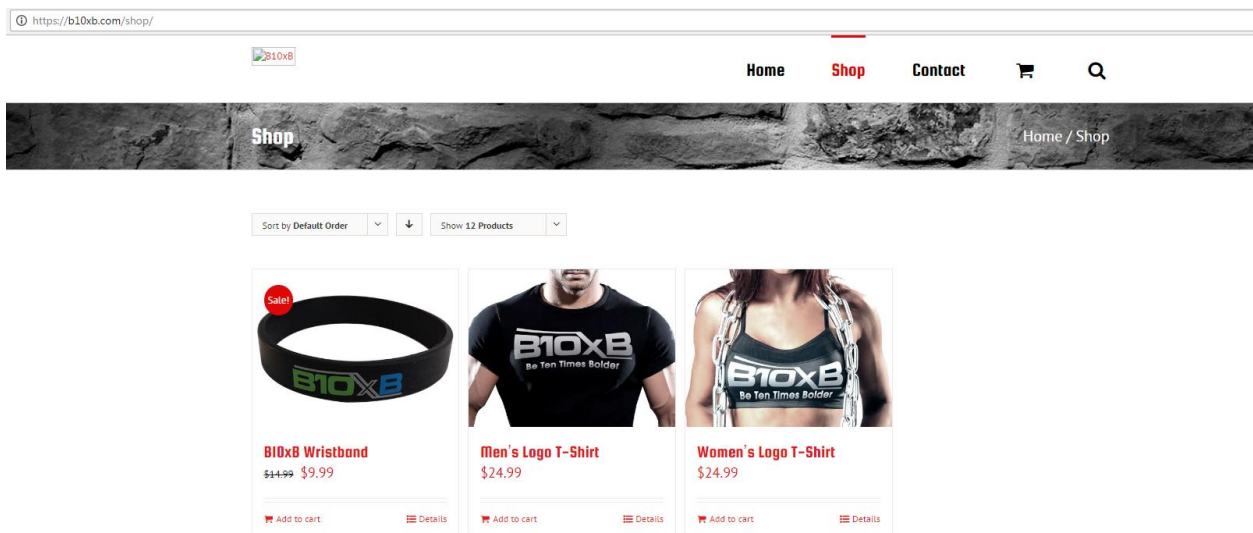 https://b10xb.com/shop/
B10xB
Home Shop Contact
Shop
Home / Shop
Sort by Default Order
Show 12 Products
Sale!
B10XB
B10XB
Be Ten Times Bolder
B10XB
Be Ten Times Bolder
B10xB Wristband
$14.99 $9.99
Add to cart Details
Men's Logo T-Shirt
$24.99
Add to cart Details
Women's Logo T-Shirt
$24.99
Add to cart Details